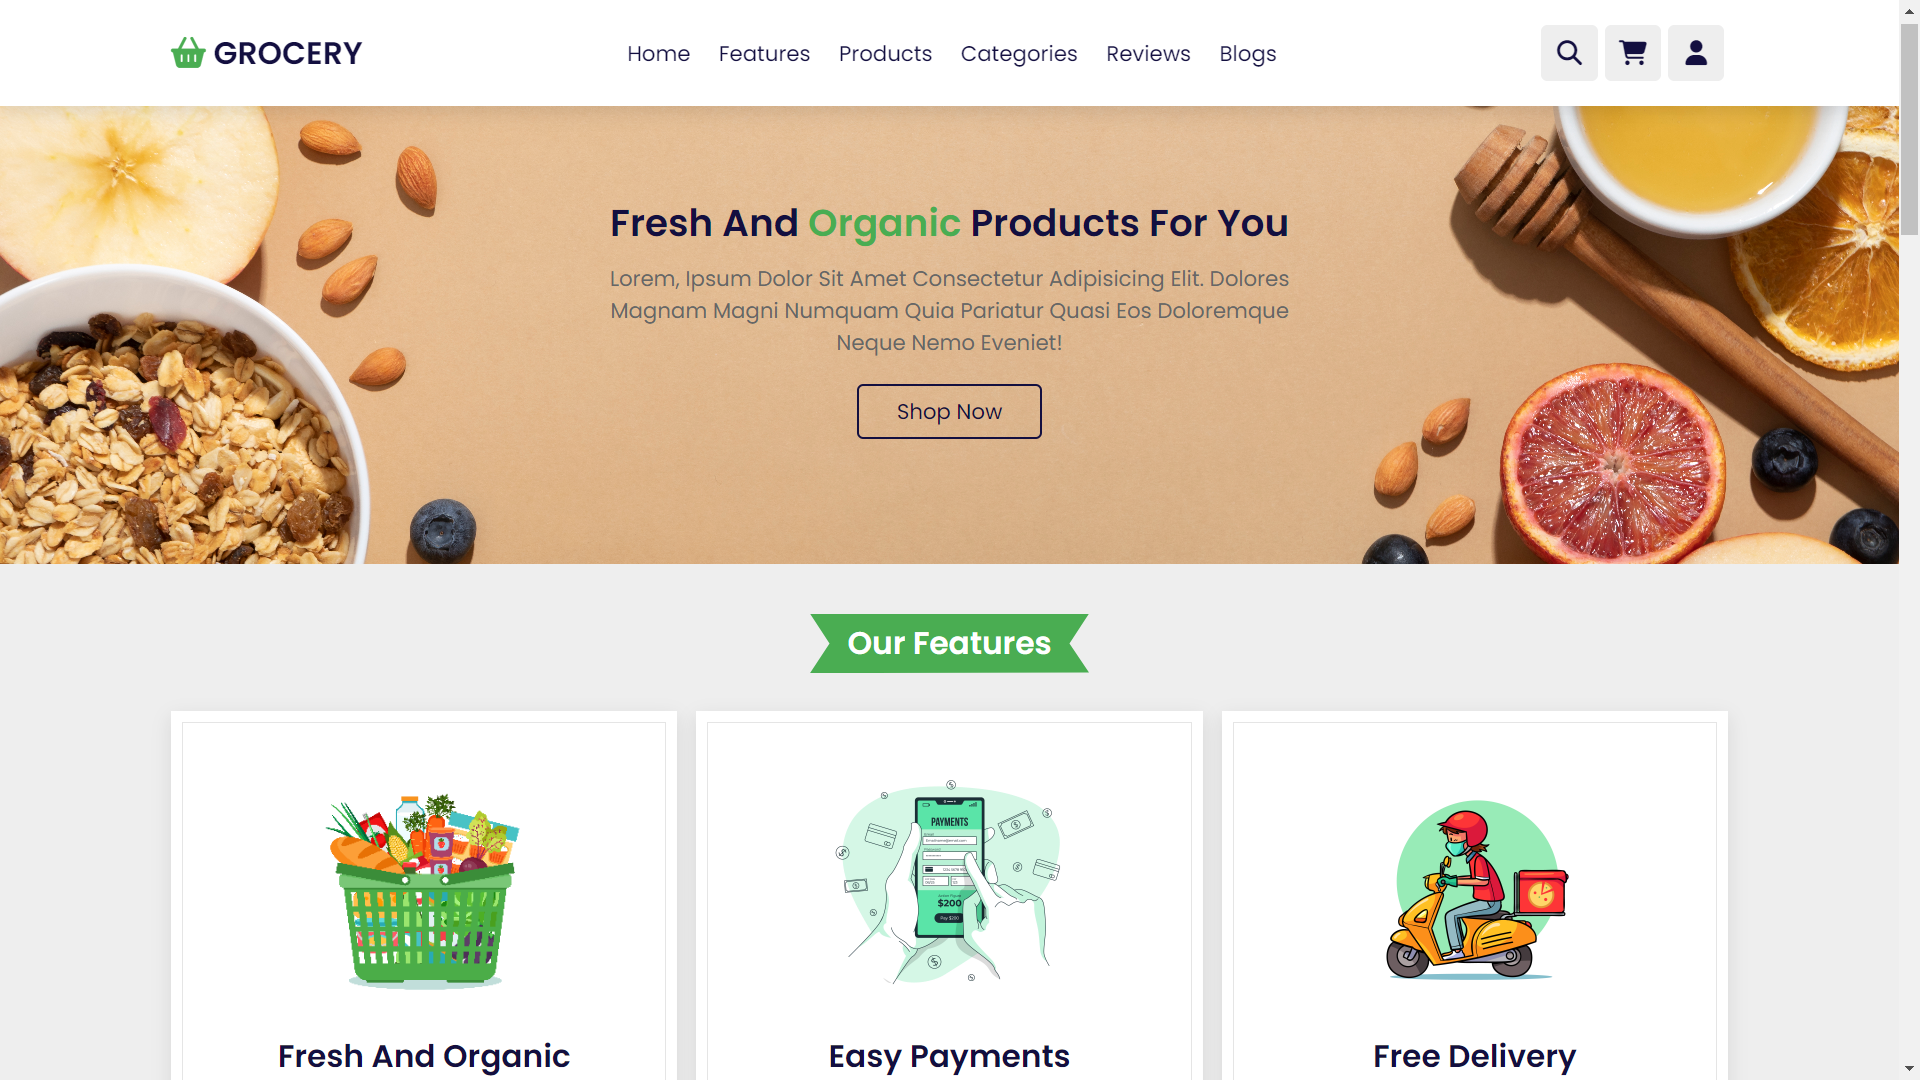 GROCERY
Home Features Products Categories Reviews Blogs
Fresh And Organic Products For You
Lorem, Ipsum Dolor Sit Amet Consectetur Adipisicing Elit. Dolores
Magnam Magni Numquam Quia Pariatur Quasi Eos Doloremque
Neque Nemo Eveniet!
Shop Now
Our Features
PAYMENTS
$200
Pay $200
Fresh And Organic
Easy Payments
Free Delivery